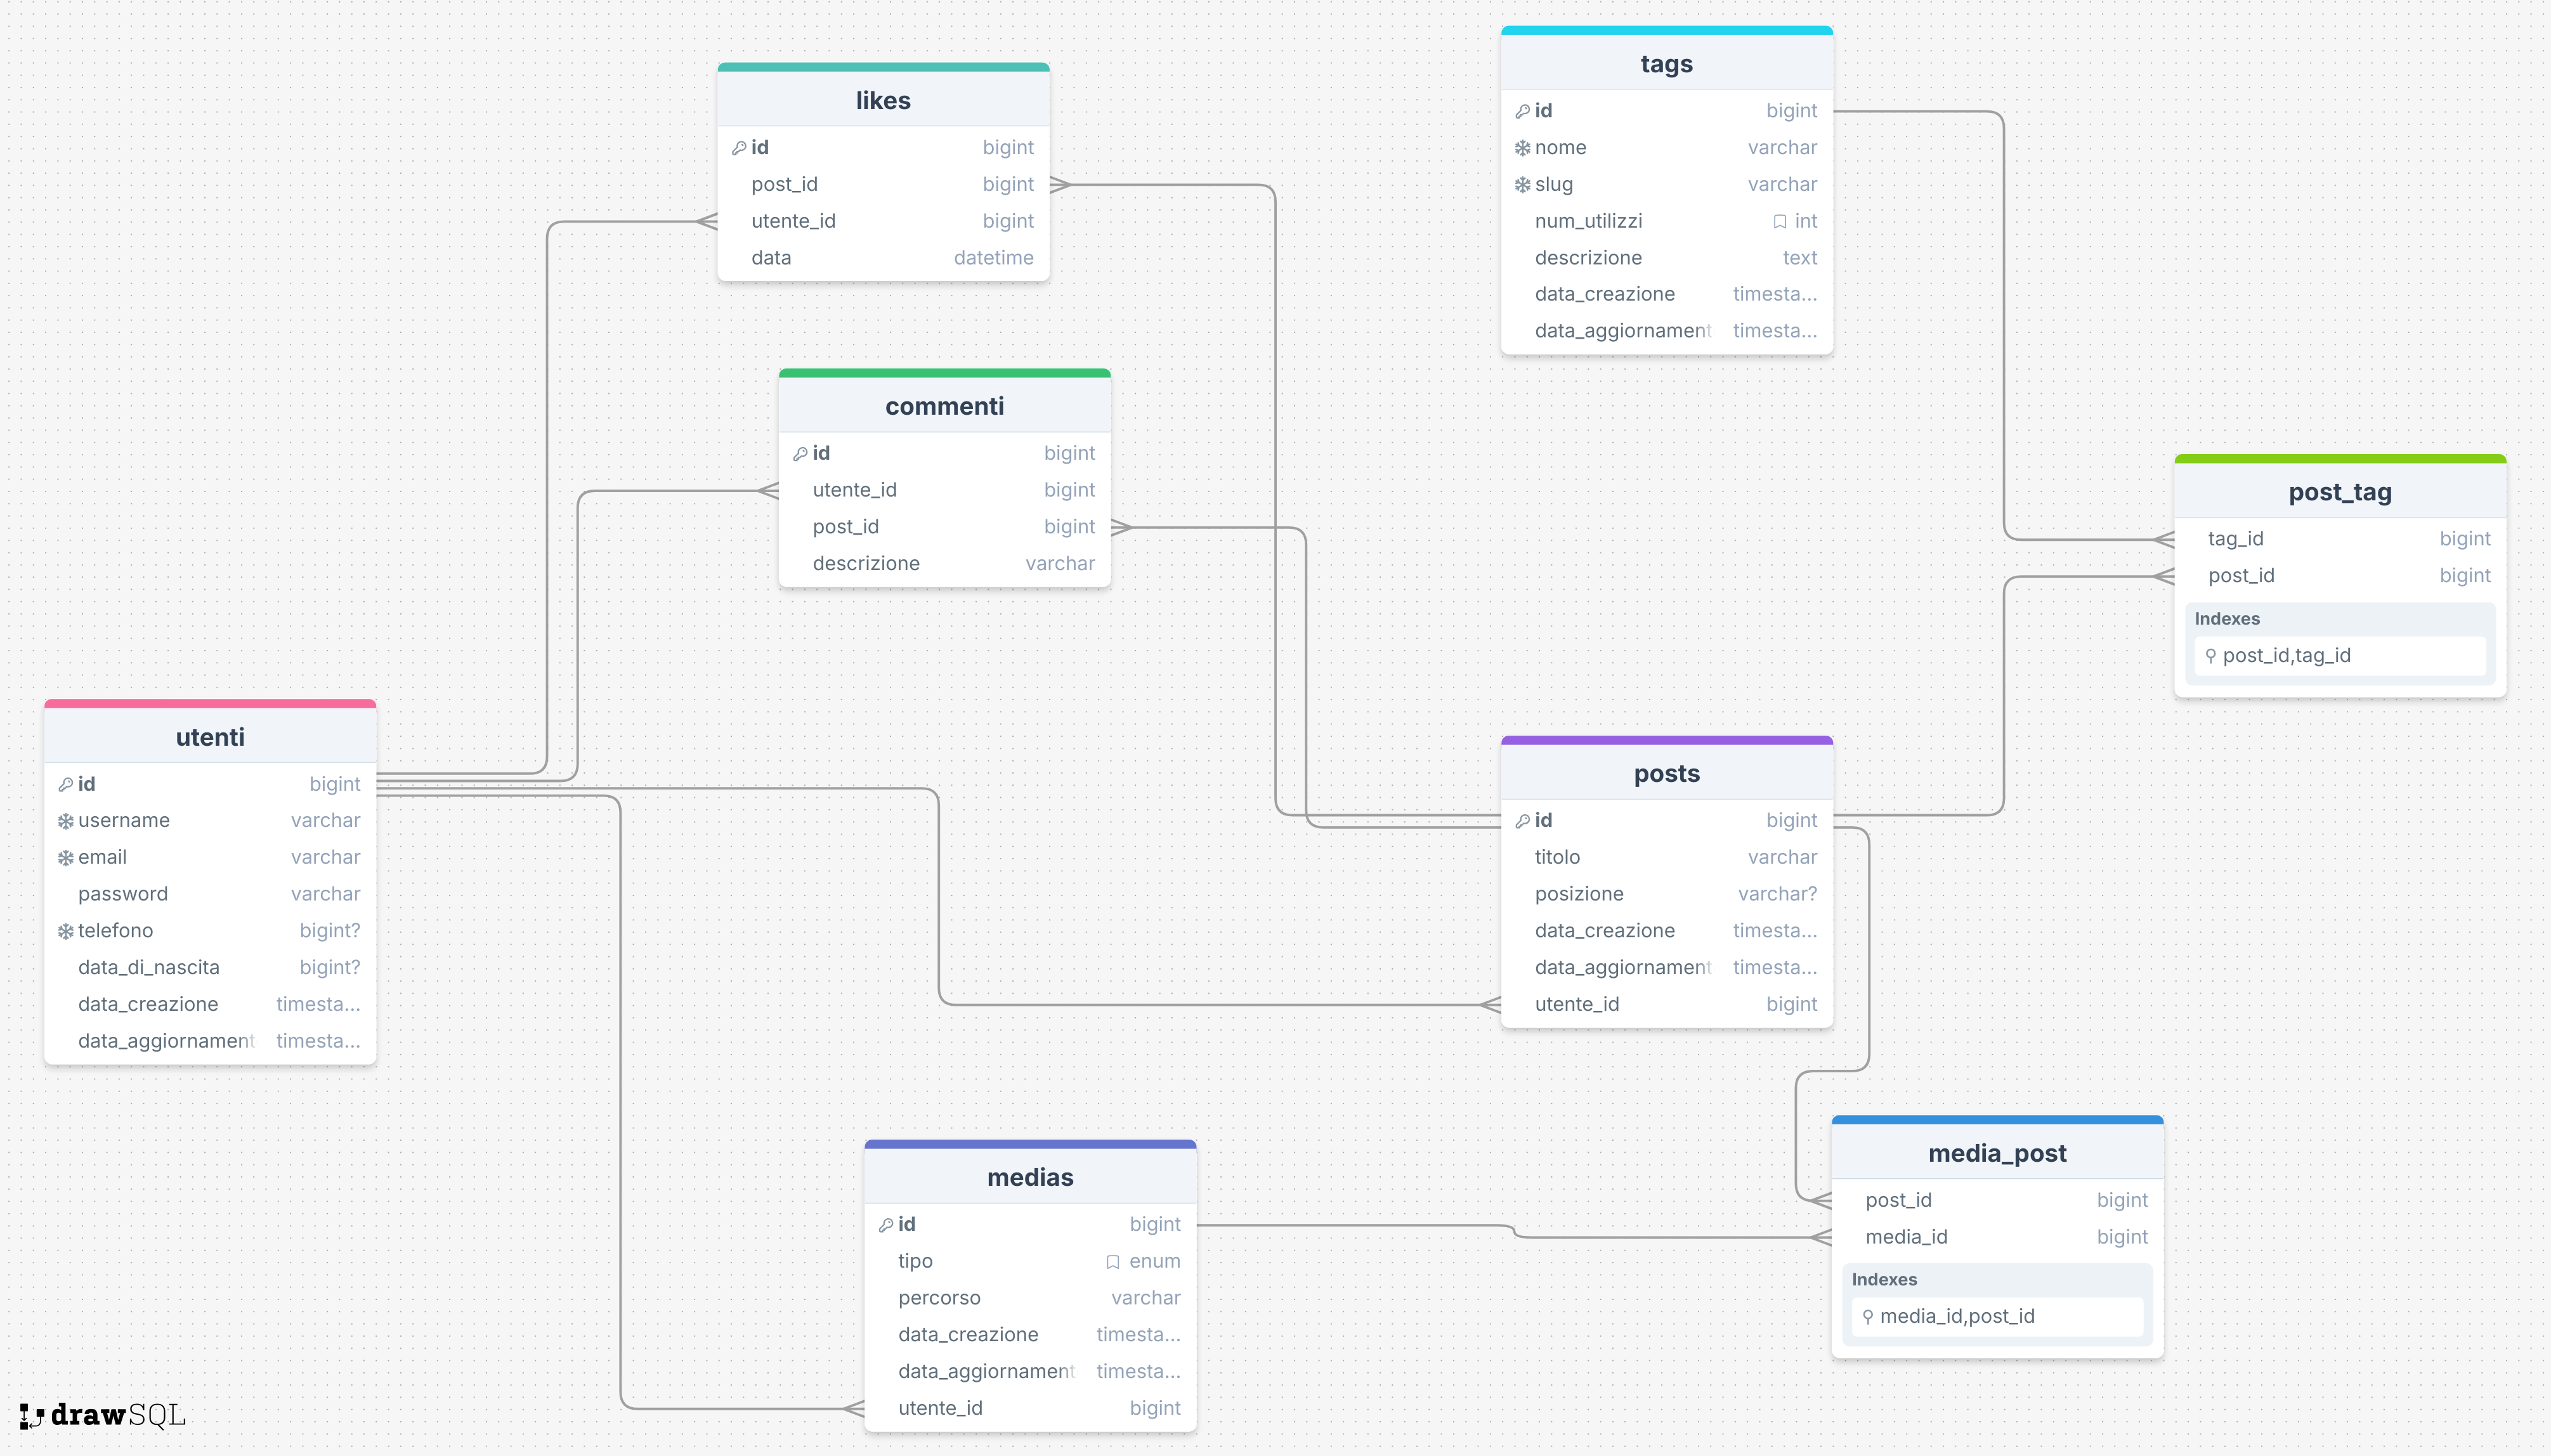 likes
id bigint
post_id bigint
utente_id bigint
data datetime
tags
id bigint
nome varchar
slug varchar
num_utilizzi int
descrizione text
data_creazione timesta...
data_aggiornament timesta...
commenti
id bigint
utente_id bigint
post_id bigint
descrizione varchar
post_tag
tag_id bigint
post_id bigint
Indexes
post_id,tag_id
utenti
id bigint
username varchar
email varchar
password varchar
telefono bigint?
data_di_nascita bigint?
data_creazione timesta...
data_aggiornament timesta...
posts
id bigint
titolo varchar
posizione varchar?
data_creazione timesta...
data_aggiornament timesta...
utente_id bigint
medias
id bigint
tipo enum
percorso varchar
data_creazione timesta...
data_aggiornament timesta...
utente_id bigint
media_post
post_id bigint
media_id bigint
Indexes
media_id,post_id
drawSQL